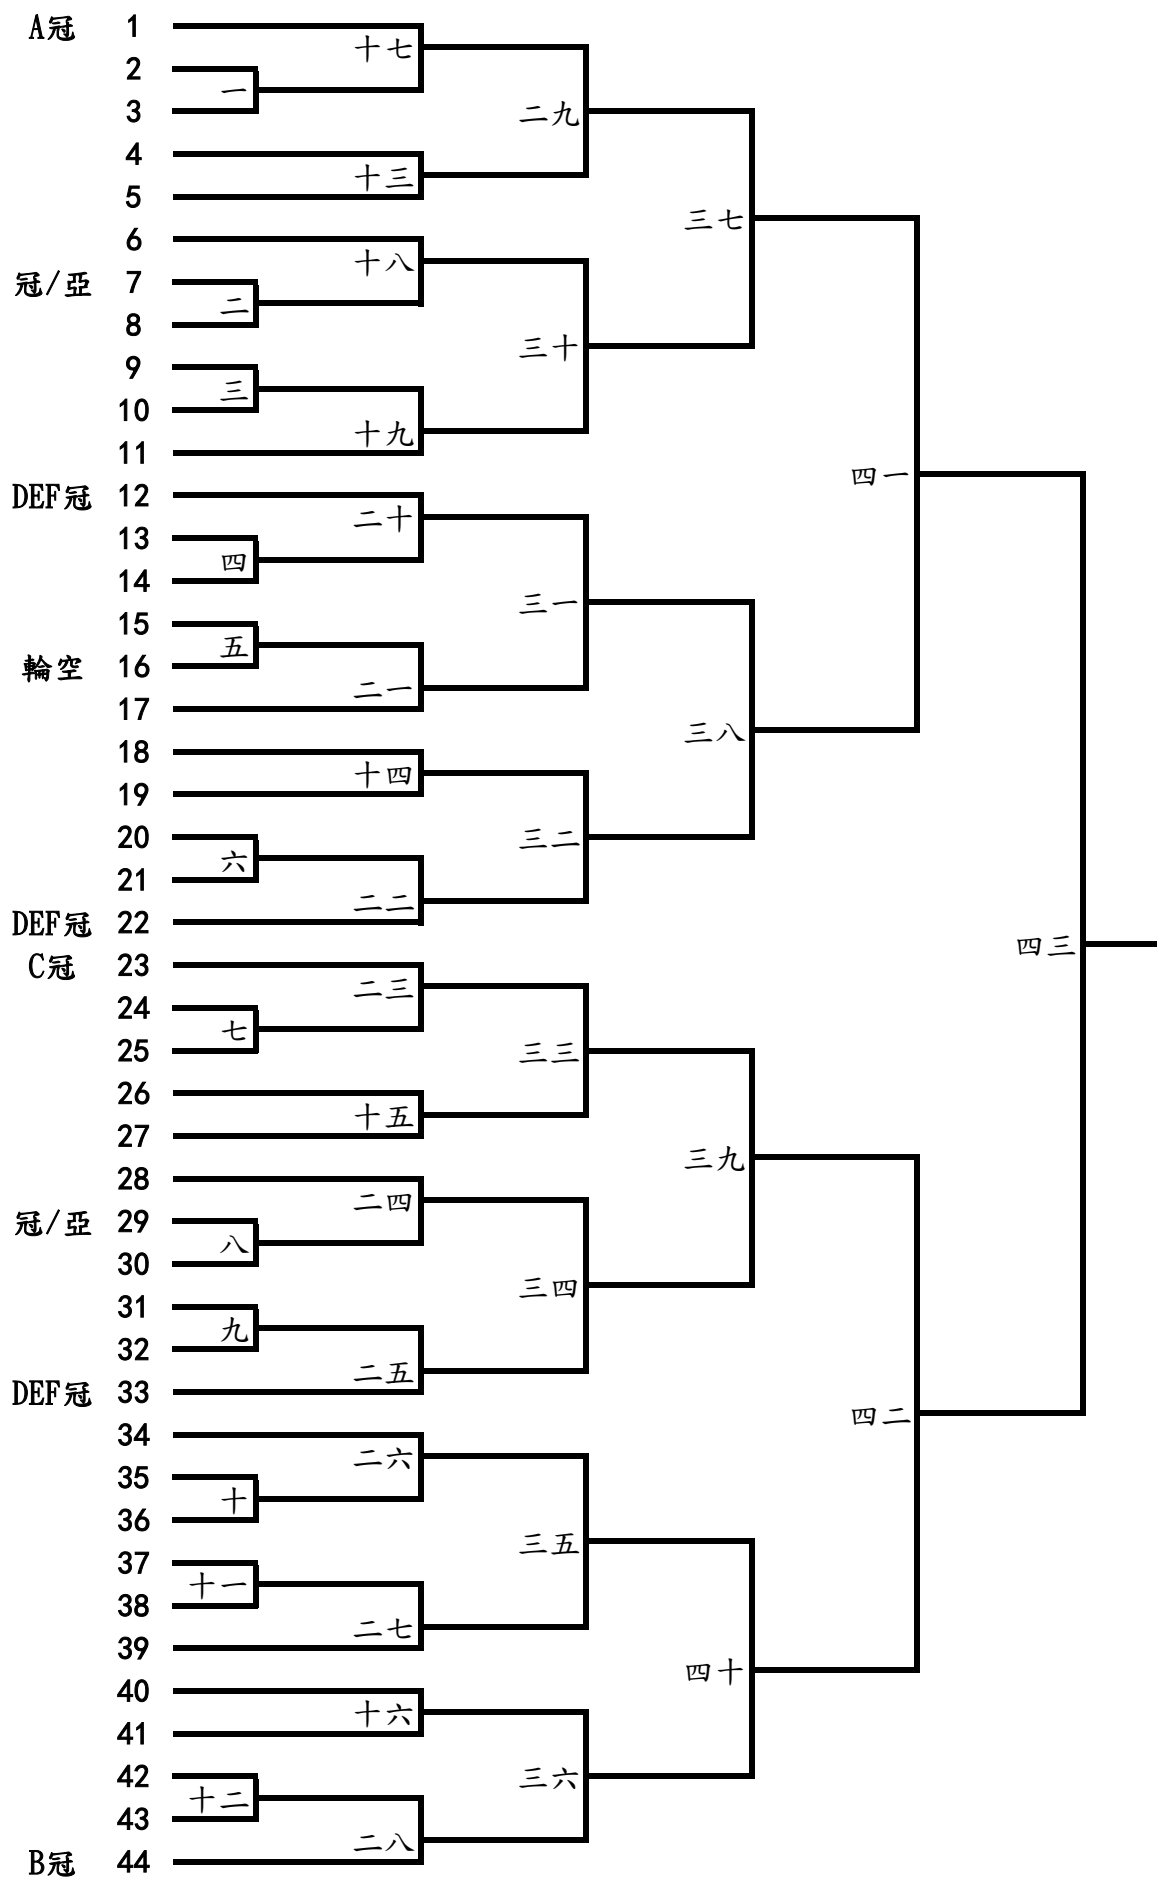 A冠 1
十七
2
一
3
二九
4
十三
5
三七
6
十八
冠/亞 7
二
8
三十
9
三
10
十九
11
四一
DEF冠 12
二十
13
四
14
三一
15
五
輪空 16
二一
17
三八
18
十四
19
三二
20
六
21
二二
DEF冠 22
四三
C冠 23
二三
24
七
25
三三
26
十五
27
三九
28
二四
冠/亞 29
八
30
三四
31
九
32
二五
DEF冠 33
四二
34
二六
35
十
36
三五
37
十一
38
二七
39
四十
40
十六
41
三六
42
十二
43
二八
B冠 44